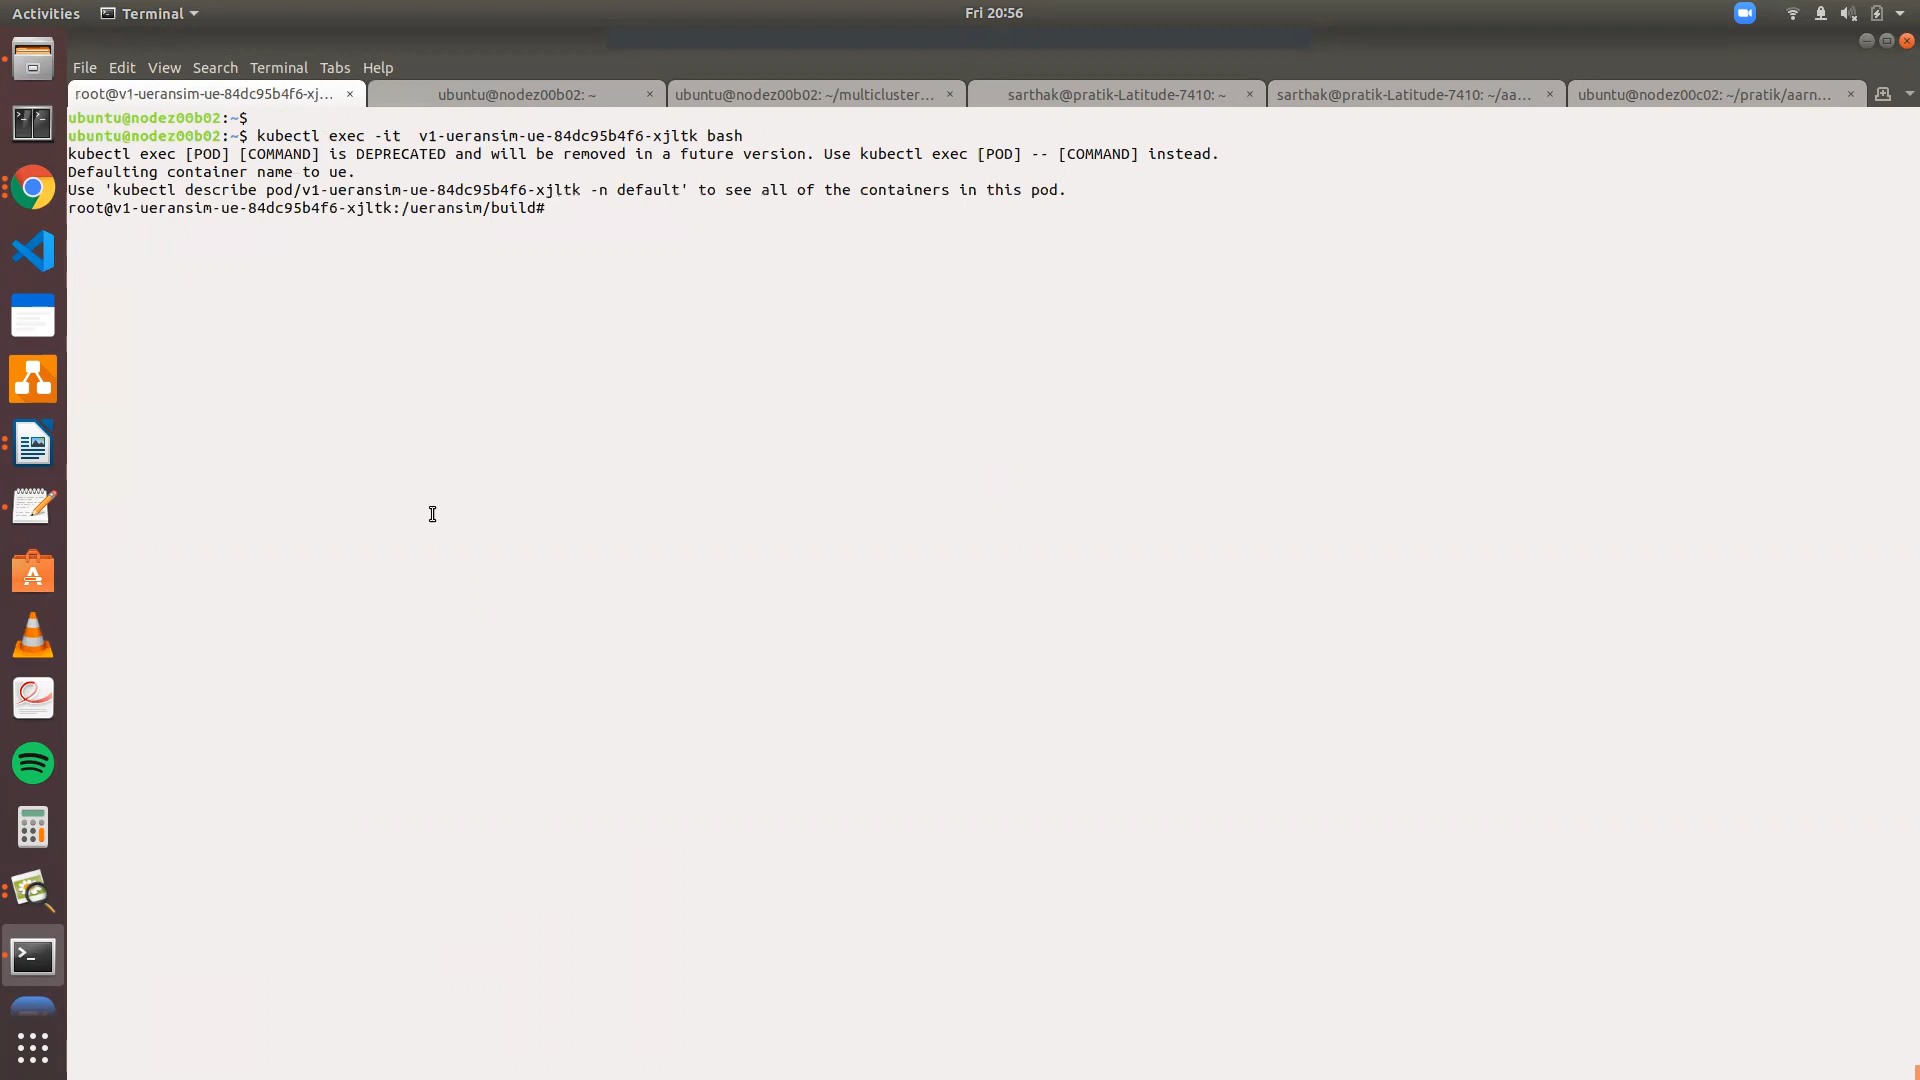 Activities Terminal Fri 20:56
File Edit View Search Terminal Tabs Help
root@v1-ueransim-ue-84dc95b4f6-xj... × ubuntu@nodez00b02: ~ × ubuntu@nodez00b02: ~/multicluster... × sarthak@pratik-Latitude-7410: ~ × sarthak@pratik-Latitude-7410: ~/aa... × ubuntu@nodez00c02: ~/pratik/aarn... ×
ubuntu@nodez00b02:~$
ubuntu@nodez00b02:~$ kubectl exec -it  v1-ueransim-ue-84dc95b4f6-xjltk bash
kubectl exec [POD] [COMMAND] is DEPRECATED and will be removed in a future version. Use kubectl exec [POD] -- [COMMAND] instead.
Defaulting container name to ue.
Use 'kubectl describe pod/v1-ueransim-ue-84dc95b4f6-xjltk -n default' to see all of the containers in this pod.
root@v1-ueransim-ue-84dc95b4f6-xjltk:/ueransim/build#